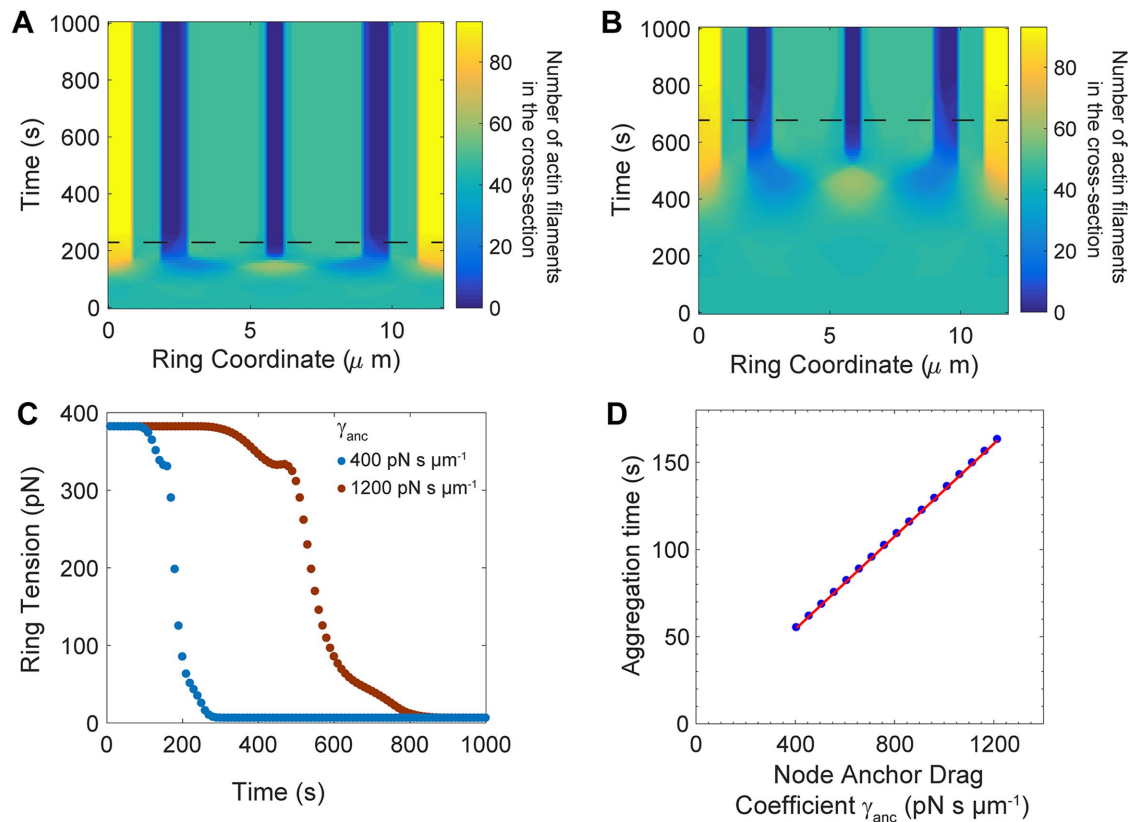 A
1000
800
600
400
200
0
Time (s)
0
5
10
Ring Coordinate (μ m)
80
60
40
20
0
Number of actin filaments
in the cross-section
B
1000
800
600
400
200
0
Time (s)
0
5
10
Ring Coordinate (μ m)
80
60
40
20
0
Number of actin filaments
in the cross-section
C
400
300
200
100
0
Ring Tension (pN)
γanc
400 pN s μm⁻¹
1200 pN s μm⁻¹
0
200
400
600
800
1000
Time (s)
D
150
100
50
0
Aggregation time (s)
0
400
800
1200
Node Anchor Drag
Coefficient γanc (pN s μm⁻¹)